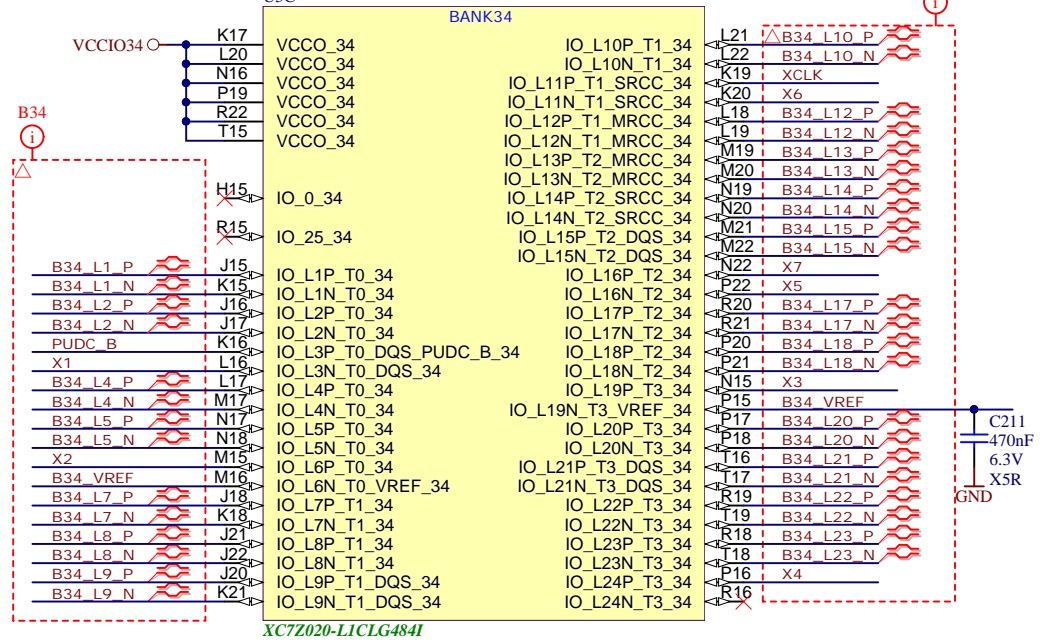 BANK34
VCCIO34
K17 VCCO_34
L20 VCCO_34
N16 VCCO_34
P19 VCCO_34
R22 VCCO_34
T15 VCCO_34
B34
i
H15 IO_0_34
R15 IO_25_34
B34_L1_P J15 IO_L1P_T0_34
B34_L1_N K15 IO_L1N_T0_34
B34_L2_P J16 IO_L2P_T0_34
B34_L2_N J17 IO_L2N_T0_34
PUDC_B K16 IO_L3P_T0_DQS_PUDC_B_34
X1 L16 IO_L3N_T0_DQS_34
B34_L4_P L17 IO_L4P_T0_34
B34_L4_N M17 IO_L4N_T0_34
B34_L5_P N17 IO_L5P_T0_34
B34_L5_N N18 IO_L5N_T0_34
X2 M15 IO_L6P_T0_34
B34_VREF M16 IO_L6N_T0_VREF_34
B34_L7_P J18 IO_L7P_T1_34
B34_L7_N K18 IO_L7N_T1_34
B34_L8_P J21 IO_L8P_T1_34
B34_L8_N J22 IO_L8N_T1_34
B34_L9_P J20 IO_L9P_T1_DQS_34
B34_L9_N K21 IO_L9N_T1_DQS_34
i
IO_L10P_T1_34 L21 B34_L10_P
IO_L10N_T1_34 L22 B34_L10_N
IO_L11P_T1_SRCC_34 K19 XCLK
IO_L11N_T1_SRCC_34 K20 X6
IO_L12P_T1_MRCC_34 L18 B34_L12_P
IO_L12N_T1_MRCC_34 L19 B34_L12_N
IO_L13P_T2_MRCC_34 M19 B34_L13_P
IO_L13N_T2_MRCC_34 M20 B34_L13_N
IO_L14P_T2_SRCC_34 N19 B34_L14_P
IO_L14N_T2_SRCC_34 N20 B34_L14_N
IO_L15P_T2_DQS_34 M21 B34_L15_P
IO_L15N_T2_DQS_34 M22 B34_L15_N
IO_L16P_T2_34 N22 X7
IO_L16N_T2_34 P22 X5
IO_L17P_T2_34 R20 B34_L17_P
IO_L17N_T2_34 R21 B34_L17_N
IO_L18P_T2_34 P20 B34_L18_P
IO_L18N_T2_34 P21 B34_L18_N
IO_L19P_T3_34 N15 X3
IO_L19N_T3_VREF_34 P15 B34_VREF
IO_L20P_T3_34 P17 B34_L20_P
IO_L20N_T3_34 P18 B34_L20_N
IO_L21P_T3_DQS_34 T16 B34_L21_P
IO_L21N_T3_DQS_34 T17 B34_L21_N
IO_L22P_T3_34 R19 B34_L22_P
IO_L22N_T3_34 T19 B34_L22_N
IO_L23P_T3_34 R18 B34_L23_P
IO_L23N_T3_34 T18 B34_L23_N
IO_L24P_T3_34 P16 X4
IO_L24N_T3_34 R16
C211
470nF
6.3V
X5R
GND
XC7Z020-L1CLG484I